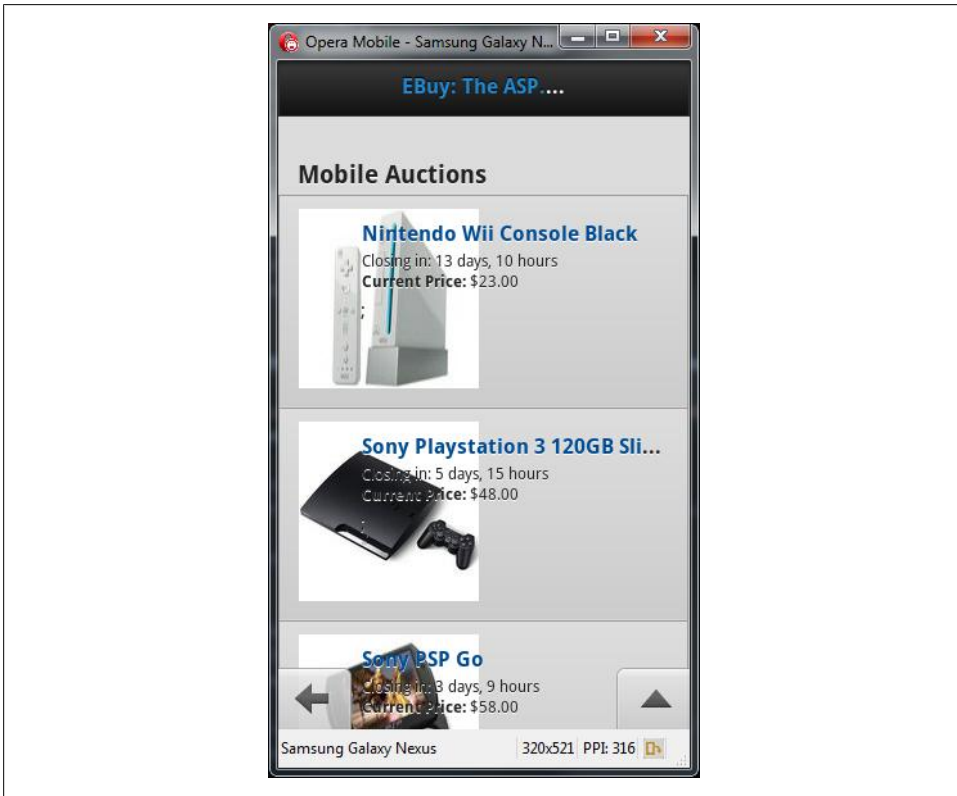 Opera Mobile - Samsung Galaxy N...
EBuy: The ASP....
Mobile Auctions
Nintendo Wii Console Black
Closing in: 13 days, 10 hours
Current Price: $23.00
;
Sony Playstation 3 120GB Sli...
Closing in: 5 days, 15 hours
Current Price: $48.00
;
Sony PSP Go
Closing in: 3 days, 9 hours
Current Price: $58.00
Samsung Galaxy Nexus 320x521 PPI: 316